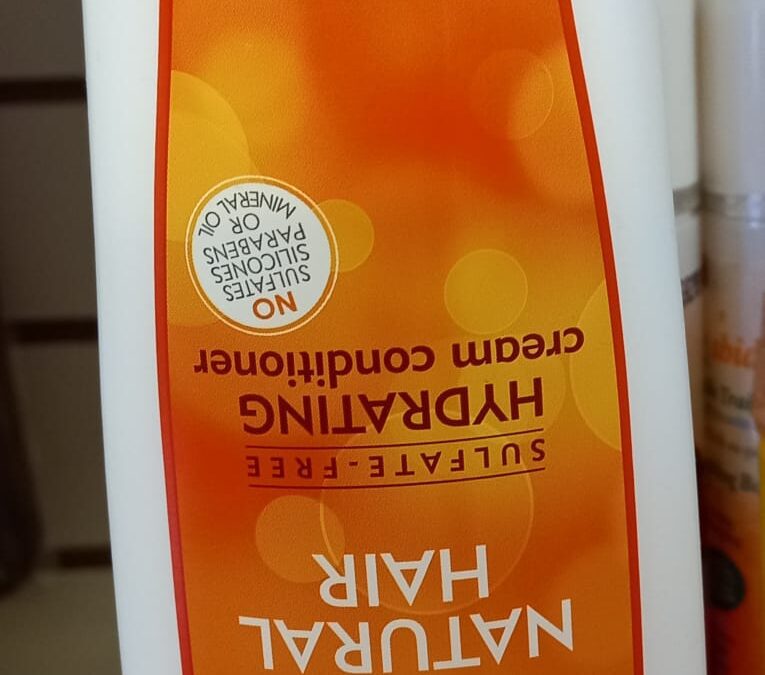 NATURAL
HAIR
SULFATE-FREE
HYDRATING
cream conditioner
NO
SULFATES
SILICONES
PARABENS
OR
MINERAL OIL